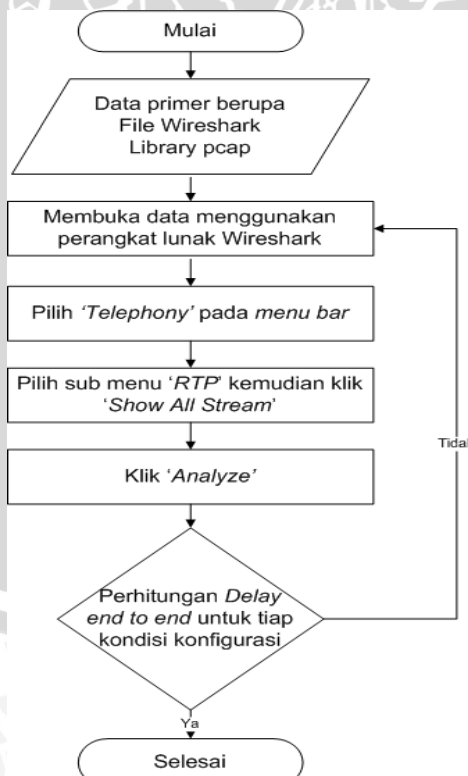 Mulai
Data primer berupa
File Wireshark
Library pcap
Membuka data menggunakan
perangkat lunak Wireshark
Pilih 'Telephony' pada menu bar
Pilih sub menu 'RTP' kemudian klik
'Show All Stream'
Klik 'Analyze'
Tidak
Perhitungan Delay
end to end untuk tiap
kondisi konfigurasi
Ya
Selesai